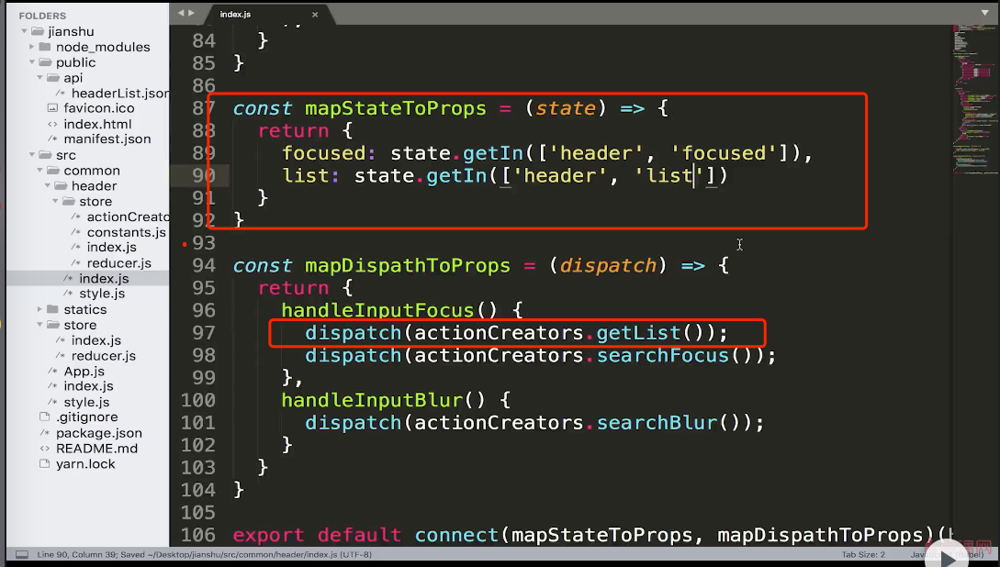 FOLDERS
jianshu
node_modules
public
api
/* headerList.json
favicon.ico
<> index.html
/* manifest.json
src
common
header
store
/* actionCreato
/* constants.js
/* index.js
/* reducer.js
/* index.js
/* style.js
statics
store
/* index.js
/* reducer.js
/* App.js
/* index.js
/* style.js
.gitignore
/* package.json
<> README.md
yarn.lock
index.js ×
84 }
85 }
86
87 const mapStateToProps = (state) => {
88 return {
89 focused: state.getIn(['header', 'focused']),
90 list: state.getIn(['header', 'list'])
91 }
92 }
93
94 const mapDispathToProps = (dispatch) => {
95 return {
96 handleInputFocus() {
97 dispatch(actionCreators.getList());
98 dispatch(actionCreators.searchFocus());
99 },
100 handleInputBlur() {
101 dispatch(actionCreators.searchBlur());
102 }
103 }
104 }
105
106 export default connect(mapStateToProps, mapDispathToProps)(
Line 90, Column 39; Saved ~/Desktop/jianshu/src/common/header/index.js (UTF-8)
Tab Size: 2